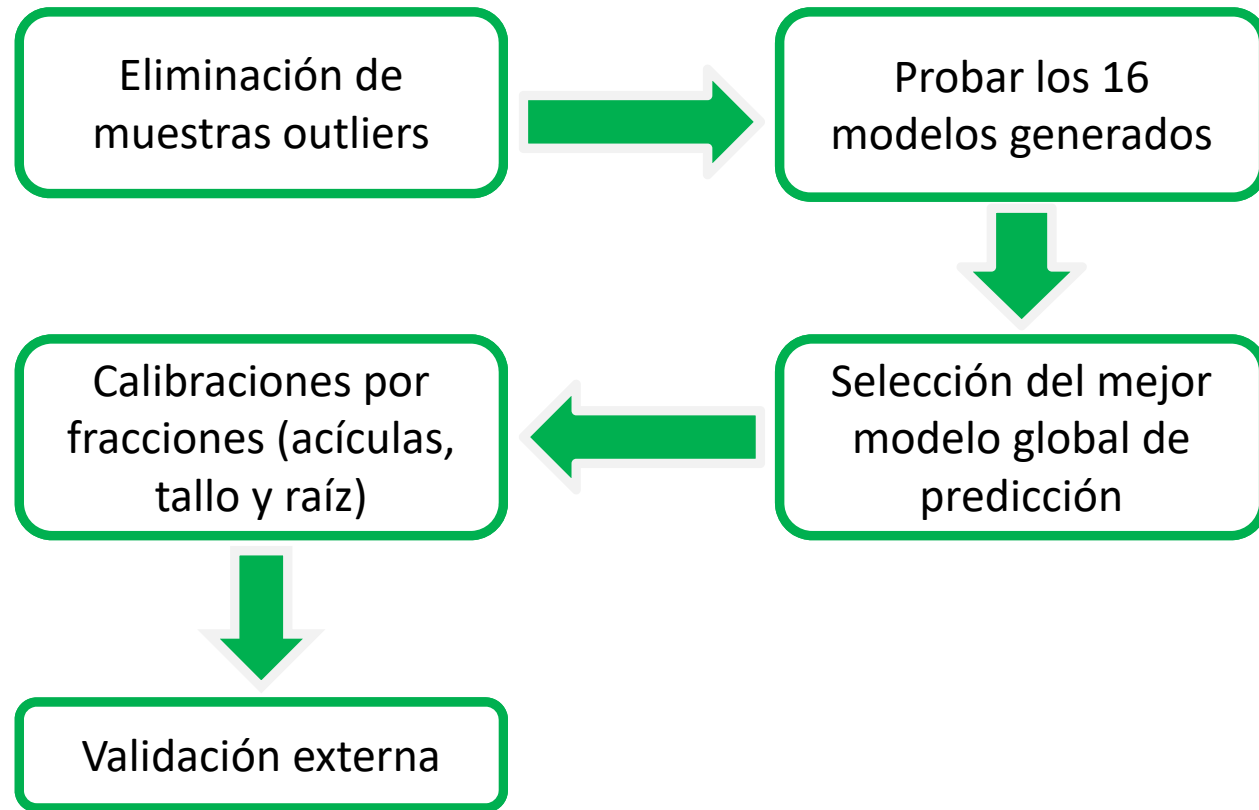 Eliminación de
muestras outliers
Probar los 16
modelos generados
Selección del mejor
modelo global de
predicción
Calibraciones por
fracciones (acículas,
tallo y raíz)
Validación externa